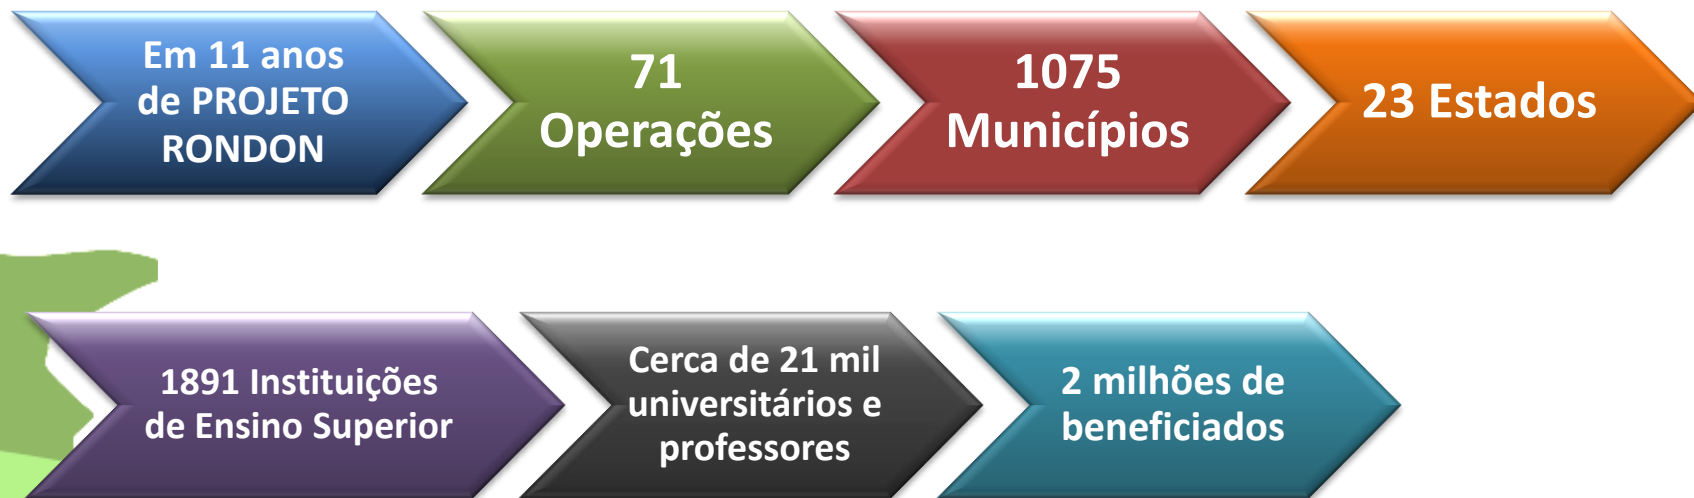 Em 11 anos
de PROJETO
RONDON
71
Operações
1075
Municípios
23 Estados
1891 Instituições
de Ensino Superior
Cerca de 21 mil
universitários e
professores
2 milhões de
beneficiados